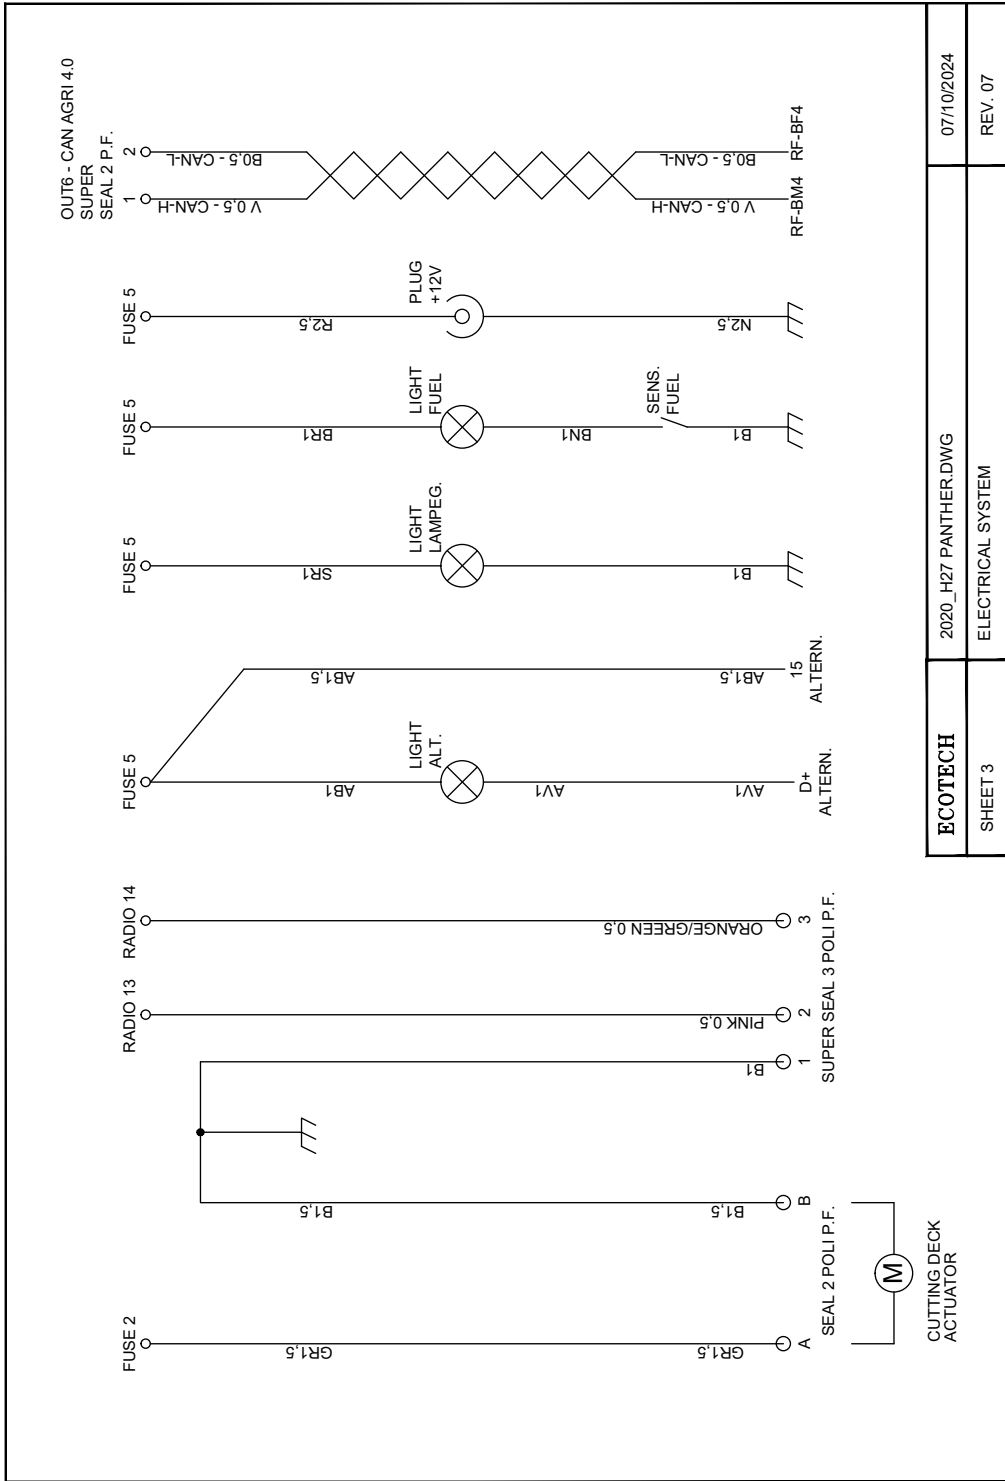 FUSE 2
GR1,5
GR1,5
A
B1,5
B1,5
B
SEAL 2 POLI P.F.
M
CUTTING DECK
ACTUATOR
B1
1
RADIO 13
PINK 0,5
2
RADIO 14
ORANGE/GREEN 0,5
3
SUPER SEAL 3 POLI P.F.
FUSE 5
AB1
LIGHT
ALT.
AV1
AV1
D+
ALTERN.
AB1,5
AB1,5
15
ALTERN.
FUSE 5
SR1
LIGHT
LAMPEG.
B1
FUSE 5
BR1
LIGHT
FUEL
BN1
SENS.
FUEL
B1
FUSE 5
R2,5
PLUG
+12V
N2,5
OUT6 - CAN AGRI 4.0
SUPER
SEAL 2 P.F.
1
2
V 0,5 - CAN-H
B0,5 - CAN-L
V 0,5 - CAN-H
B0,5 - CAN-L
RF-BM4
RF-BF4
ECOTECH
2020_H27 PANTHER.DWG
07/10/2024
SHEET 3
ELECTRICAL SYSTEM
REV. 07